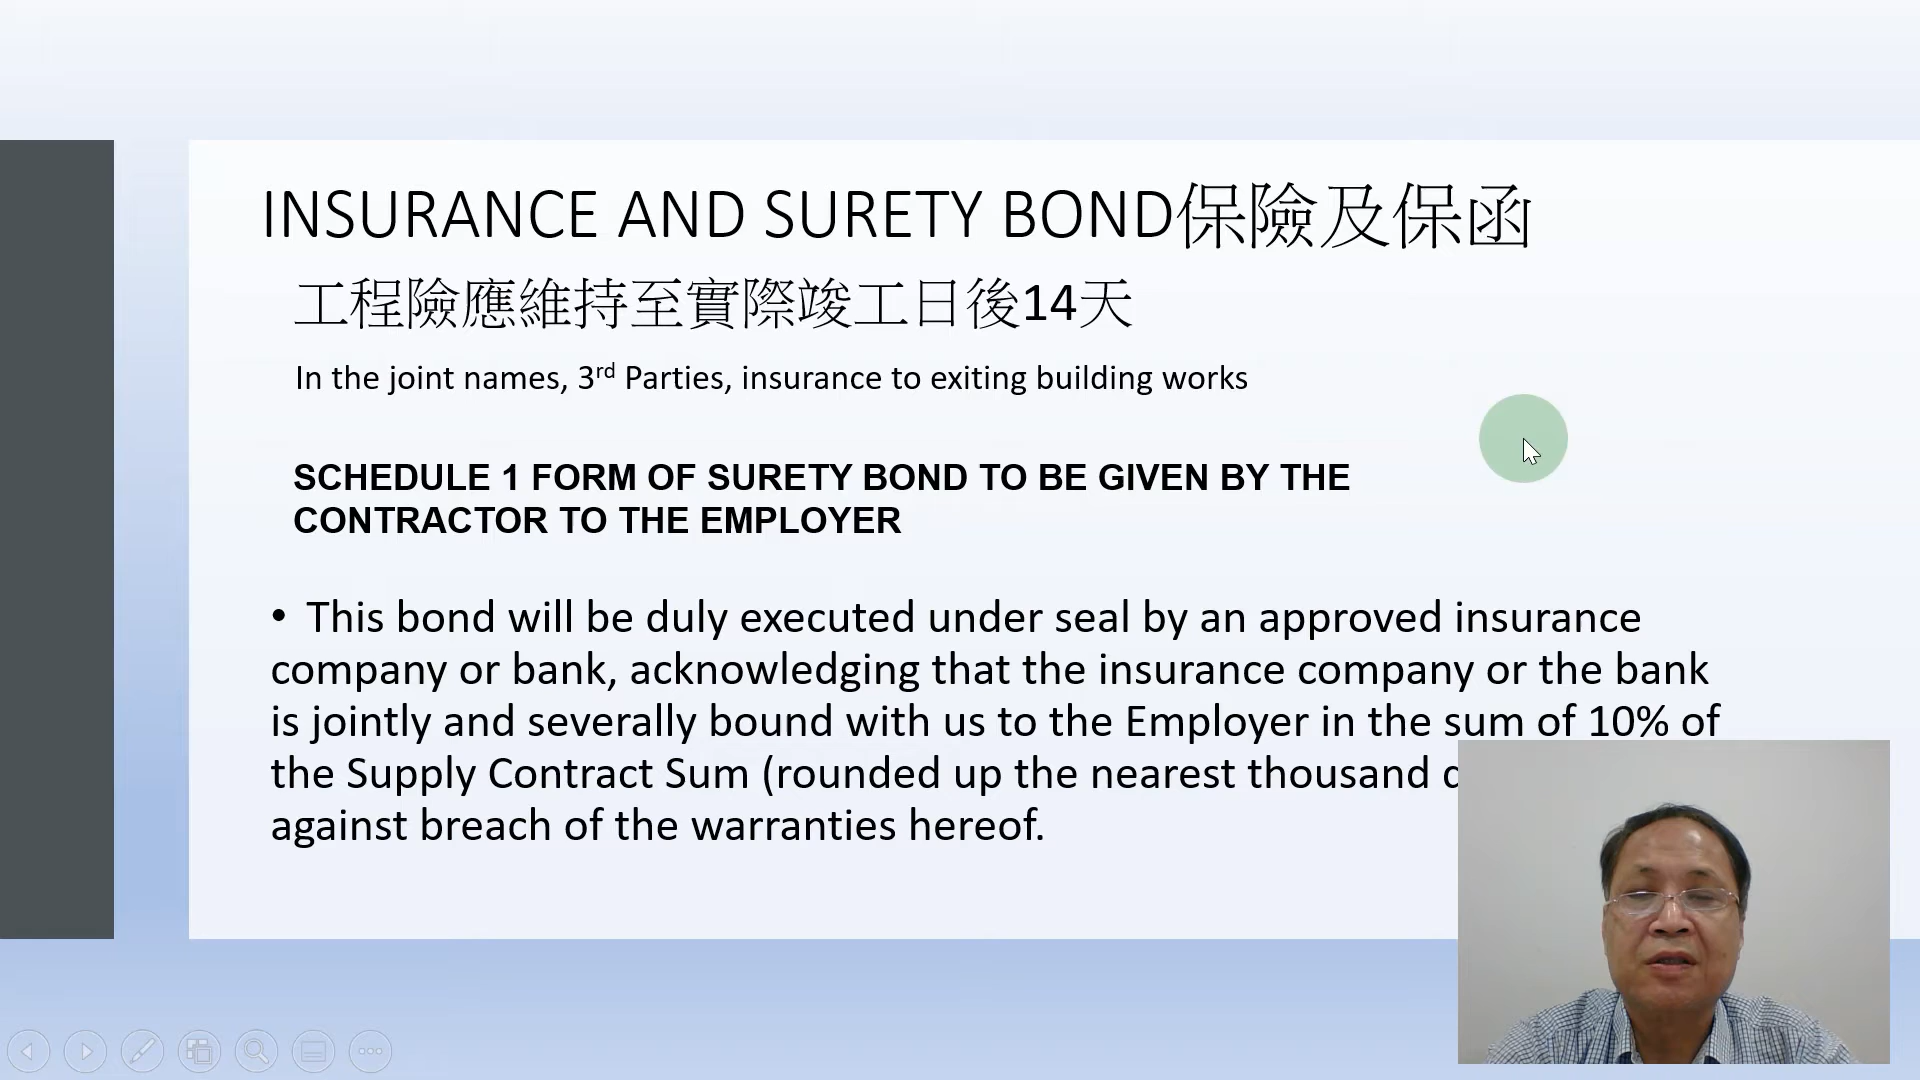 INSURANCE AND SURETY BOND保險及保函
工程險應維持至實際竣工日後14天
In the joint names, 3rd Parties, insurance to exiting building works
SCHEDULE 1 FORM OF SURETY BOND TO BE GIVEN BY THE
CONTRACTOR TO THE EMPLOYER
• This bond will be duly executed under seal by an approved insurance
company or bank, acknowledging that the insurance company or the bank
is jointly and severally bound with us to the Employer in the sum of 10% of
the Supply Contract Sum (rounded up the nearest thousand
against breach of the warranties hereof.